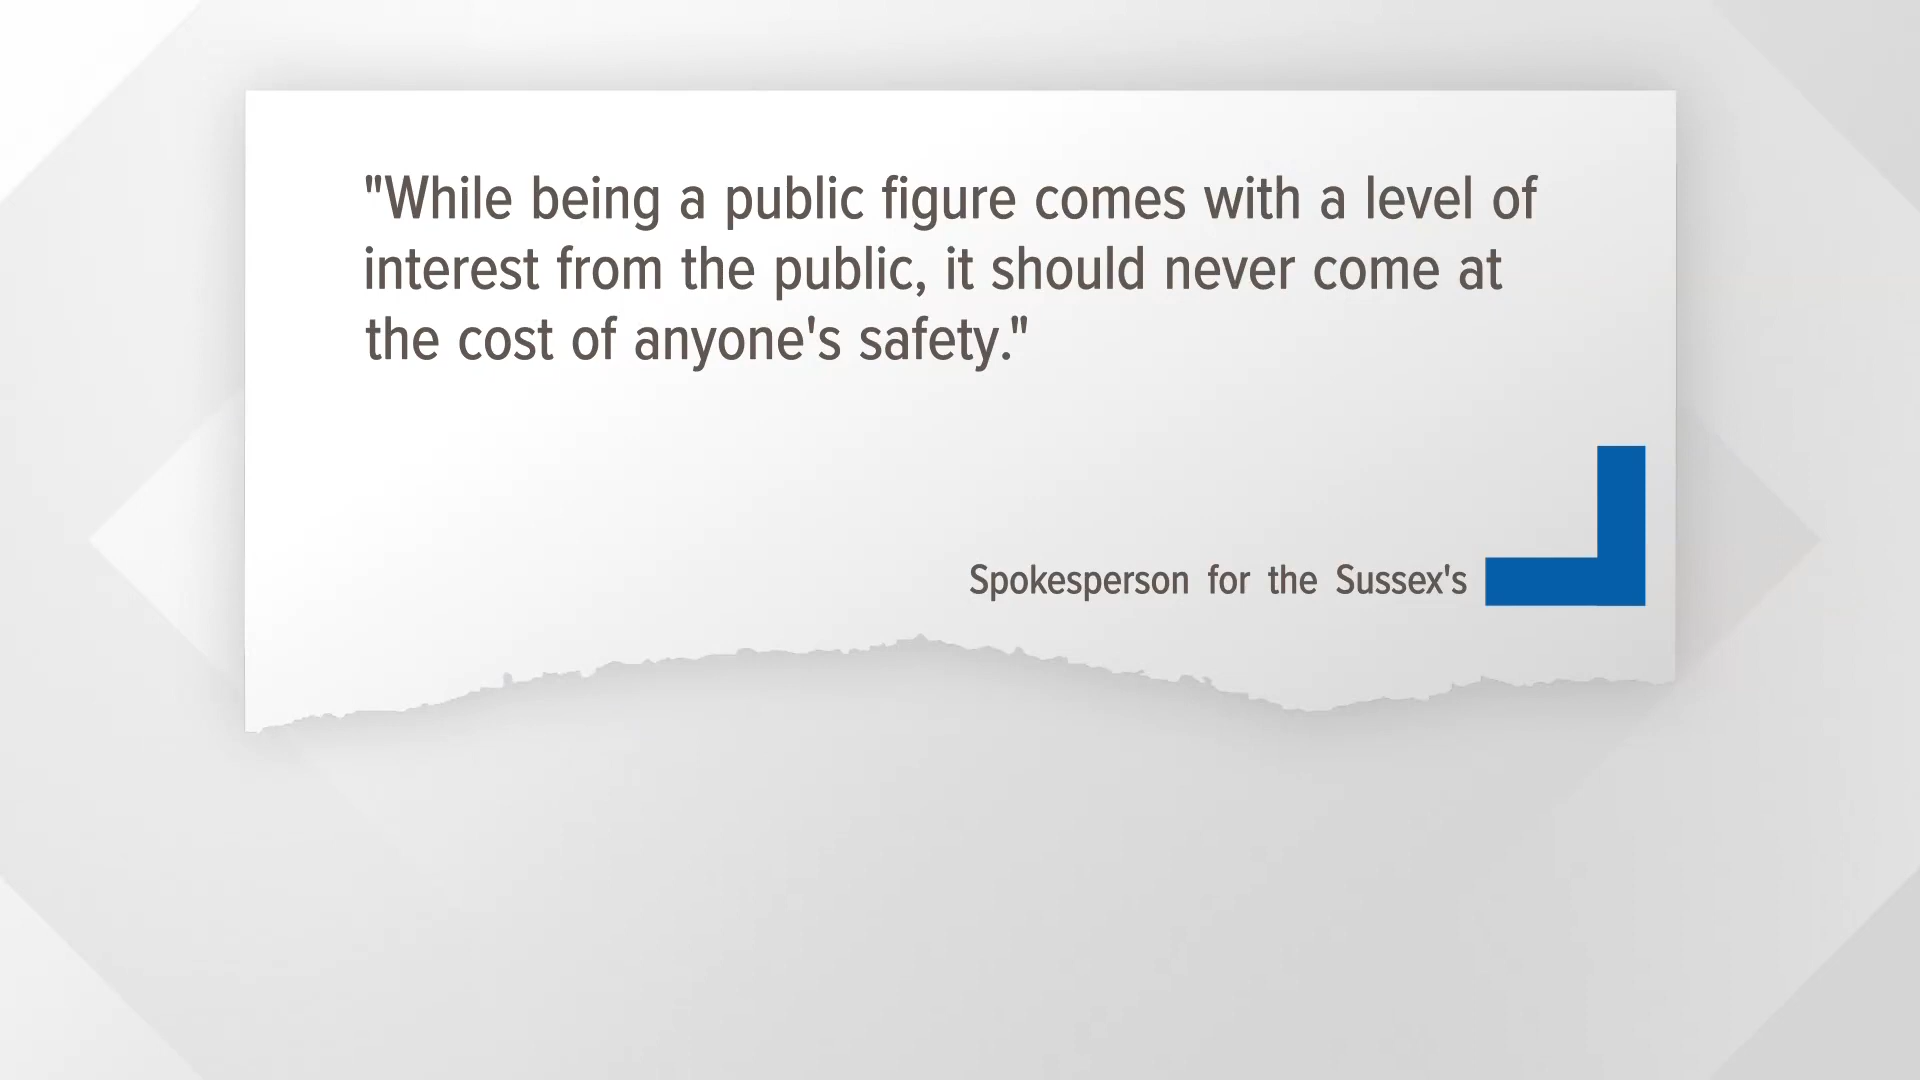 "While being a public figure comes with a level of
interest from the public, it should never come at
the cost of anyone's safety."
Spokesperson for the Sussex's